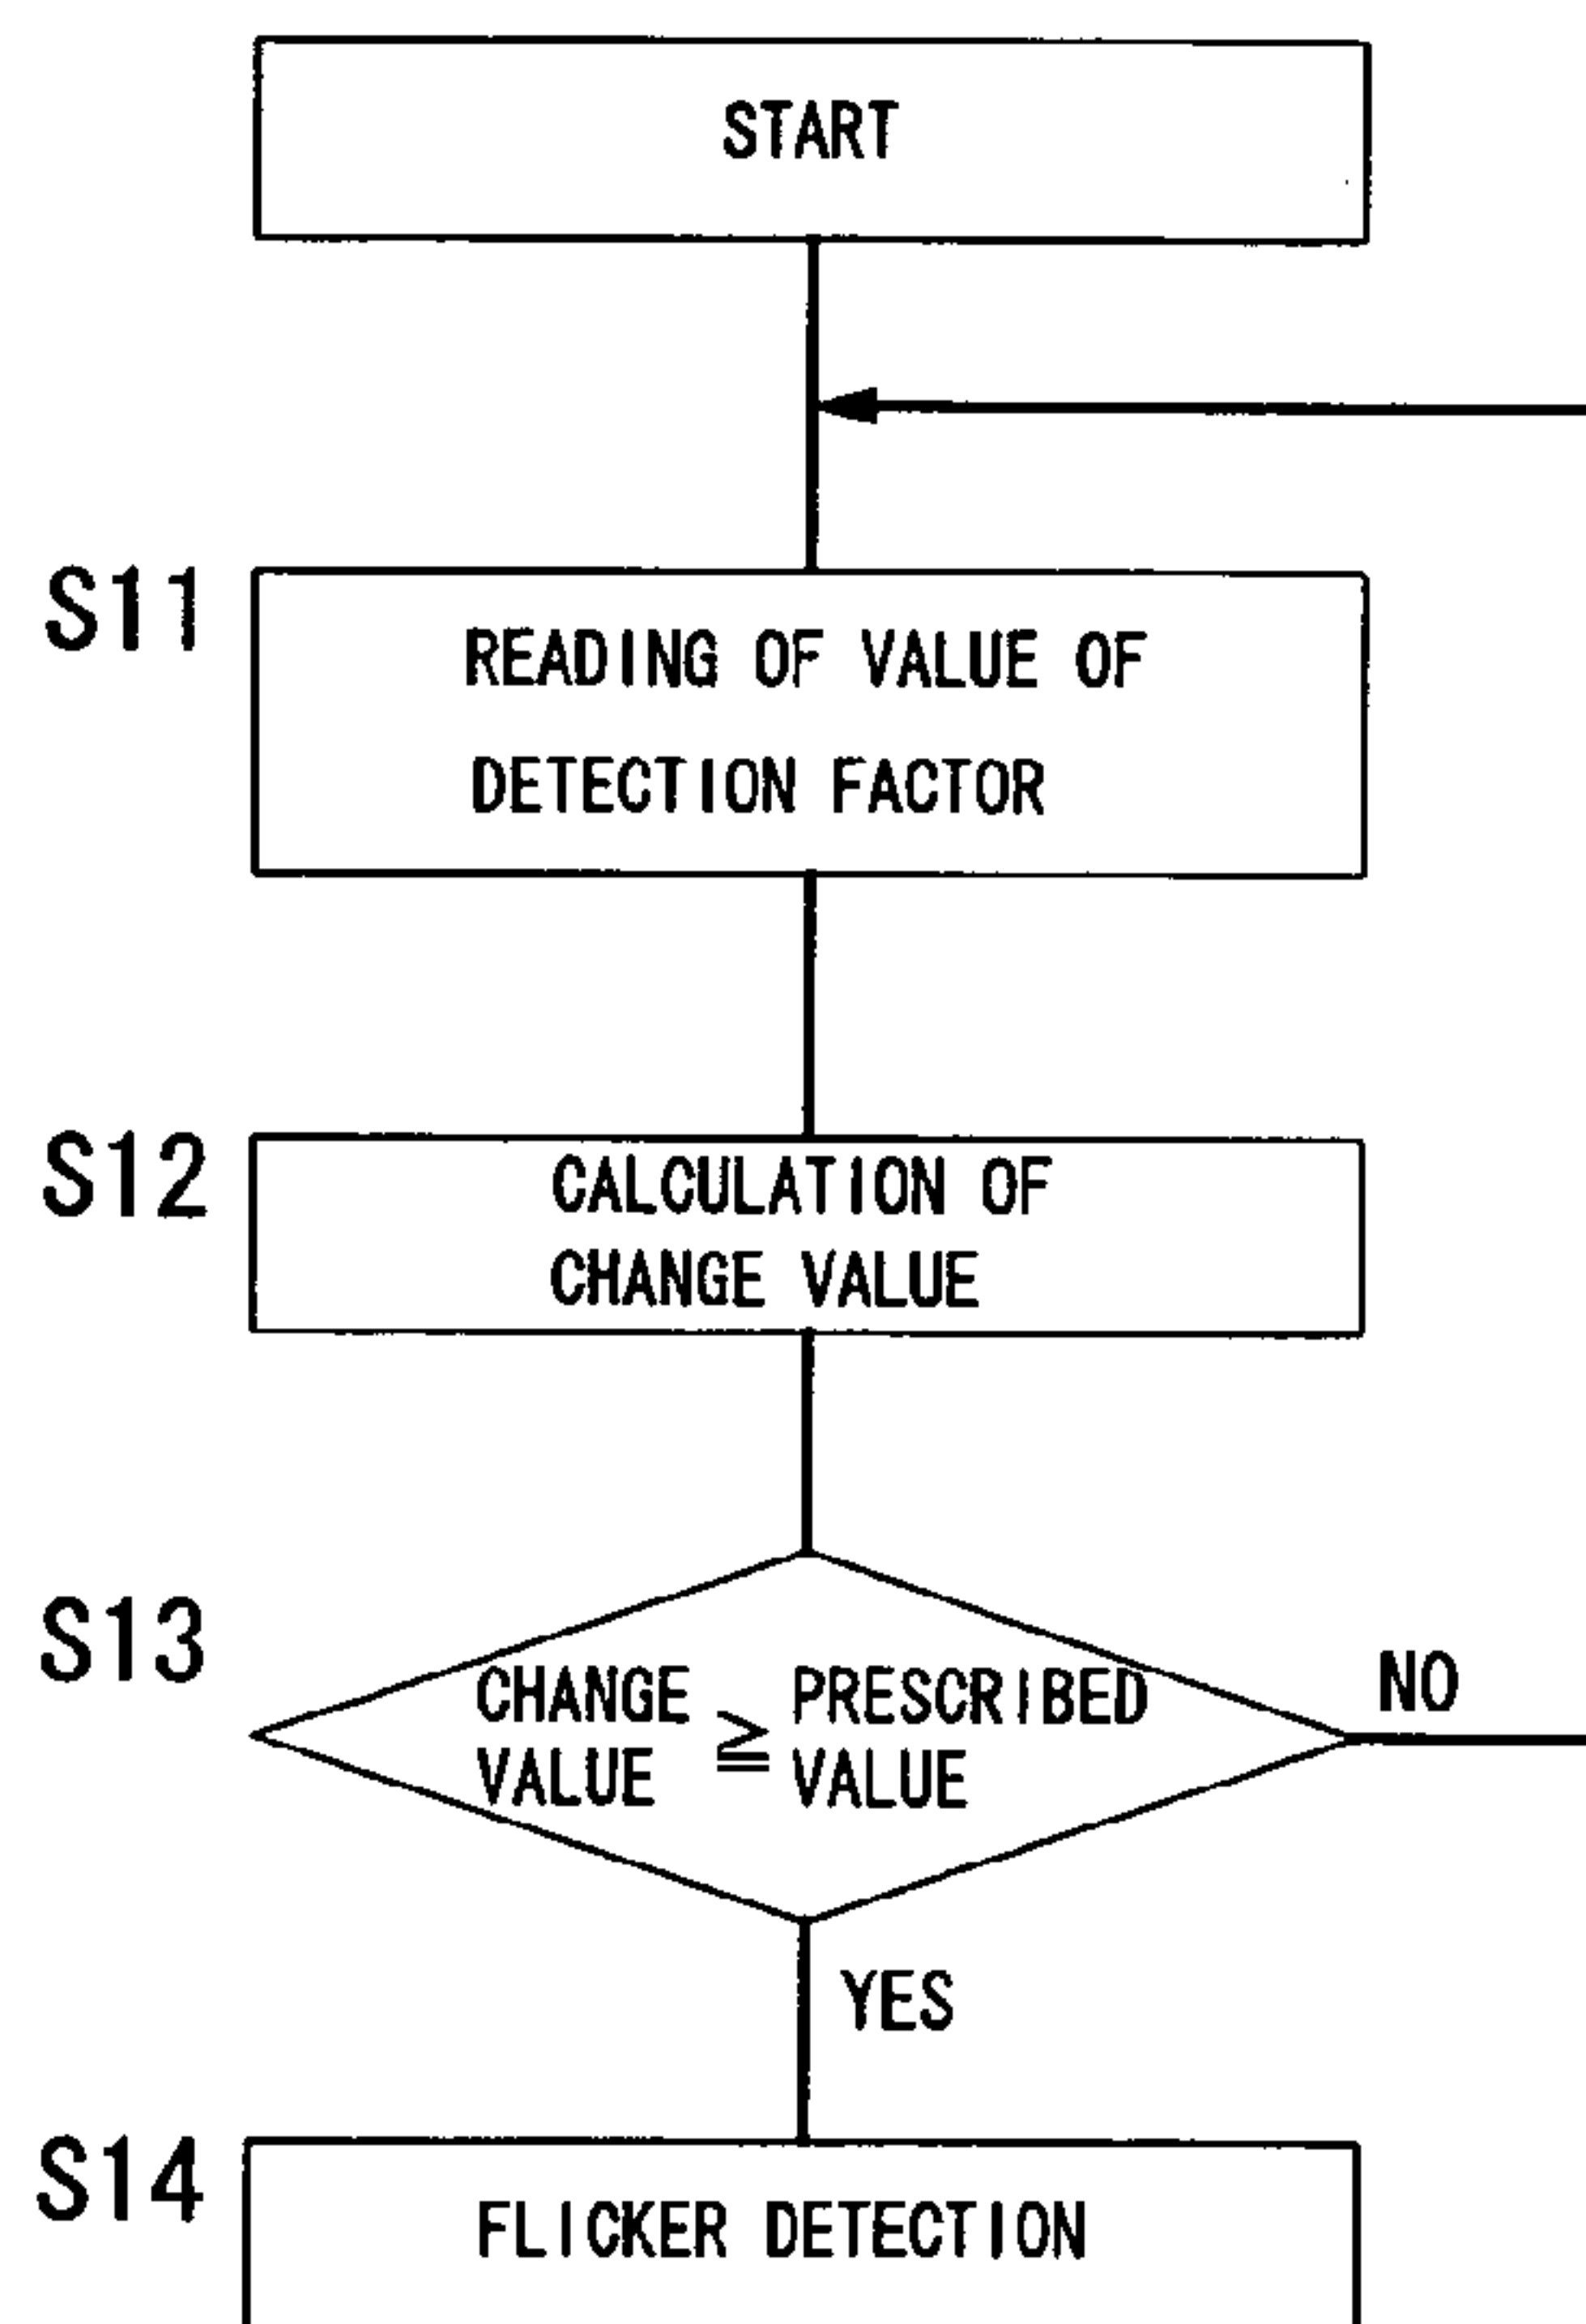 START
S11
READING OF VALUE OF
DETECTION FACTOR
S12
CALCULATION OF
CHANGE VALUE
S13
CHANGE ≧ PRESCRIBED
VALUE VALUE
NO
YES
S14
FLICKER DETECTION